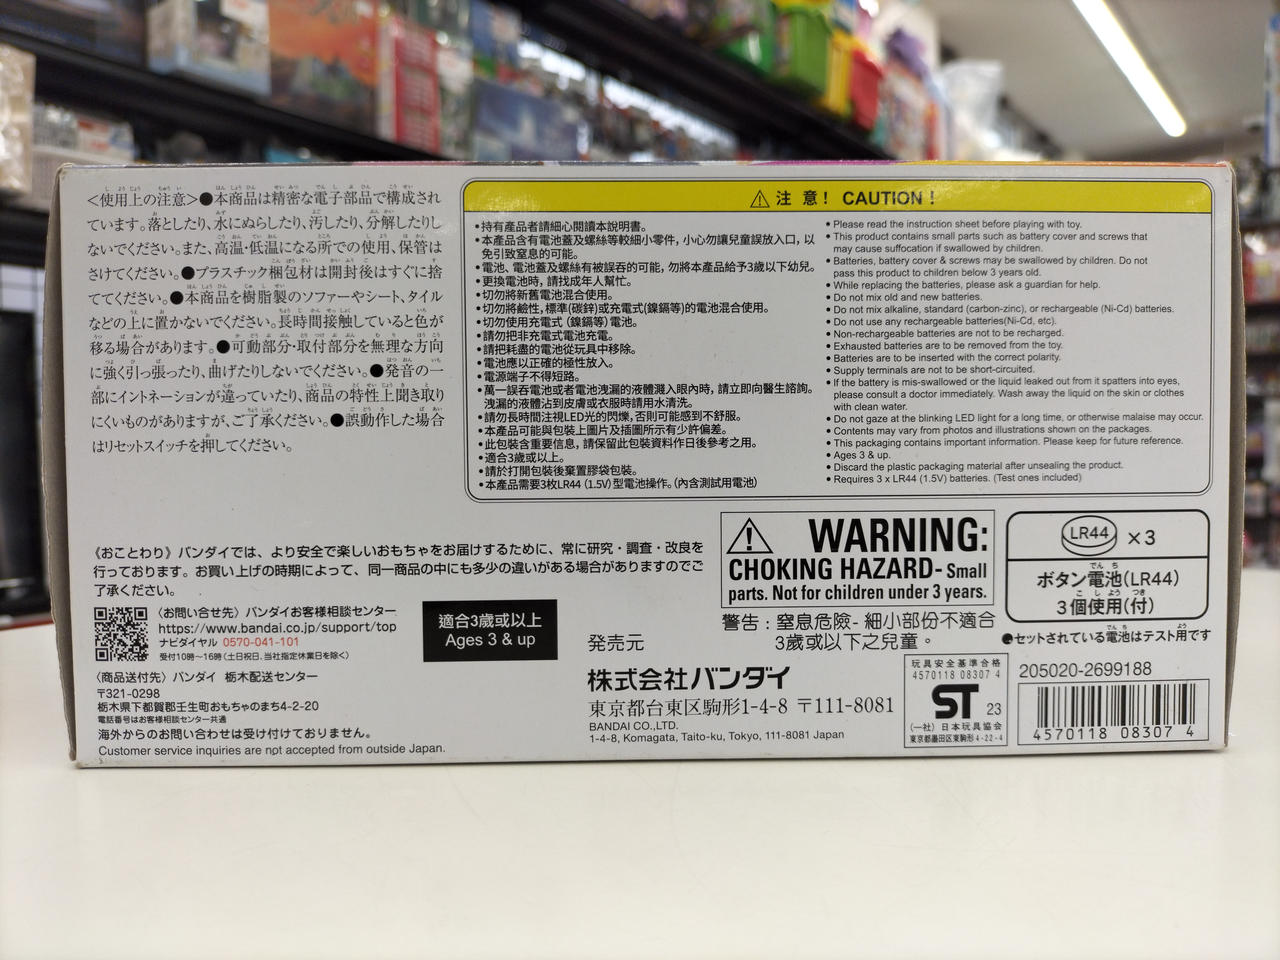 <使用上の注意>●本商品は精密な電子部品で構成され
ています。落としたり、水にぬらしたり、汚したり、分解したりし
ないでください。また、高温・低温になる所での使用、保管は
さけてください。●プラスチック梱包材は開封後はすぐに捨
ててください。●本商品を樹脂製のソファーやシート、タイル
などの上に置かないでください。長時間接触していると色が
移る場合があります。●可動部分・取付部分を無理な方向
に強く引っ張ったり、曲げたりしないでください。●発音の一
部にイントネーションが違っていたり、商品の特性上聞き取り
にくいものがありますが、ご了承ください。●誤動作した場合
はリセットスイッチを押してください。
⚠ 注意! CAUTION!
•持有產品者請細心閱讀本說明書。
•本產品含有電池蓋及螺絲等較細小零件，小心勿讓兒童誤放入口，以
免引致窒息的可能。
•電池、電池蓋及螺絲有被誤吞的可能，勿將本產品給予3歲以下幼兒。
•更換電池時，請找成年人幫忙。
•切勿將新舊電池混合使用。
•切勿將鹼性，標準(碳鋅)或充電式(鎳鎘等)的電池混合使用。
•切勿使用充電式（鎳鎘等）電池。
•請勿把非充電式電池充電。
•請把耗盡的電池從玩具中移除。
•電池應以正確的極性放入。
•電源端子不得短路。
•萬一誤吞電池或者電池洩漏的液體濺入眼內時，請立即向醫生諮詢。
洩漏的液體沾到皮膚或衣服時請用水清洗。
•請勿長時間注視LED光的閃爍，否則可能感到不舒服。
•本產品可能與包裝上圖片及插圖所示有少許偏差。
•此包裝含重要信息，請保留此包裝資料作日後參考之用。
•適合3歲或以上。
•請於打開包裝後棄置膠袋包裝。
•本產品需要3枚LR44（1.5V）型電池操作。（內含測試用電池）
• Please read the instruction sheet before playing with toy.
• This product contains small parts such as battery cover and screws that
may cause suffocation if swallowed by children.
• Batteries, battery cover & screws may be swallowed by children. Do not
pass this product to children below 3 years old.
• While replacing the batteries, please ask a guardian for help.
• Do not mix old and new batteries.
• Do not mix alkaline, standard (carbon-zinc), or rechargeable (Ni-Cd) batteries.
• Do not use any rechargeable batteries(Ni-Cd, etc).
• Non-rechargeable batteries are not to be recharged.
• Exhausted batteries are to be removed from the toy.
• Batteries are to be inserted with the correct polarity.
• Supply terminals are not to be short-circuited.
• If the battery is mis-swallowed or the liquid leaked out from it spatters into eyes,
please consult a doctor immediately. Wash away the liquid on the skin or clothes
with clean water.
• Do not gaze at the blinking LED light for a long time, or otherwise malaise may occur.
• Contents may vary from photos and illustrations shown on the packages.
• This packaging contains important information. Please keep for future reference.
• Ages 3 & up.
• Discard the plastic packaging material after unsealing the product.
• Requires 3 x LR44 (1.5V) batteries. (Test ones included)
《おことわり》バンダイでは、より安全で楽しいおもちゃをお届けするために、常に研究・調査・改良を
行っております。お買い上げの時期によって、同一商品の中にも多少の違いがある場合がありますのでご
了承ください。
〈お問い合せ先〉バンダイお客様相談センター
https://www.bandai.co.jp/support/top
ナビダイヤル 0570-041-101
受付10時〜16時（土日祝日、当社指定休業日を除く）
〈商品送付先〉バンダイ 栃木配送センター
〒321-0298
栃木県下都賀郡壬生町おもちゃのまち4-2-20
電話番号はお客様相談センター共通
海外からのお問い合わせは受け付けておりません。
Customer service inquiries are not accepted from outside Japan.
適合3歲或以上
Ages 3 & up
発売元
株式会社バンダイ
東京都台東区駒形1-4-8 〒111-8081
BANDAI CO.,LTD.
1-4-8, Komagata, Taito-ku, Tokyo, 111-8081 Japan
⚠ WARNING:
CHOKING HAZARD- Small
parts. Not for children under 3 years.
警告：窒息危險- 細小部份不適合
3歲或以下之兒童。
LR44 ×3
ボタン電池(LR44)
3個使用(付)
●セットされている電池はテスト用です
玩具安全基準合格
4570118 08307 4
ST 23
(一社)日本玩具協会
東京都墨田区東駒形4-22-4
205020-2699188
4570118 08307 4